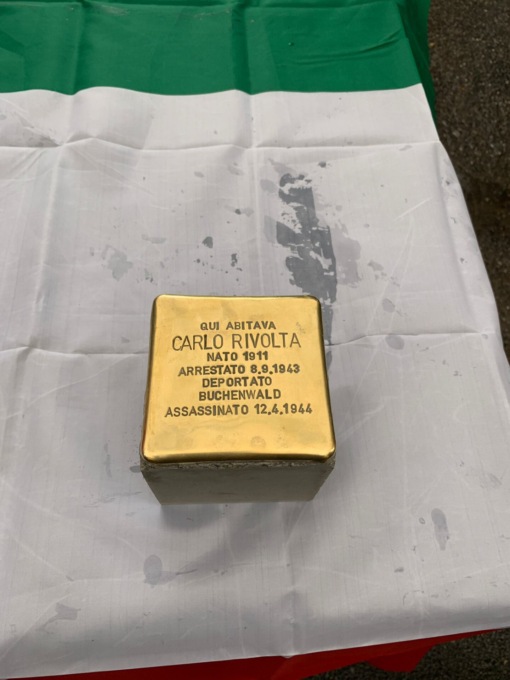 QUI ABITAVA
CARLO RIVOLTA
NATO 1911
ARRESTATO 8.9.1943
DEPORTATO
BUCHENWALD
ASSASSINATO 12.4.1944